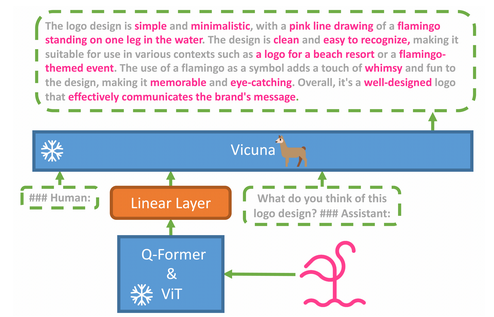 The logo design is simple and minimalistic, with a pink line drawing of a flamingo
standing on one leg in the water. The design is clean and easy to recognize, making it
suitable for use in various contexts such as a logo for a beach resort or a flamingo-
themed event. The use of a flamingo as a symbol adds a touch of whimsy and fun to
the design, making it memorable and eye-catching. Overall, it's a well-designed logo
that effectively communicates the brand's message.
Vicuna
### Human:
Linear Layer
What do you think of this
logo design? ### Assistant:
Q-Former
&
ViT